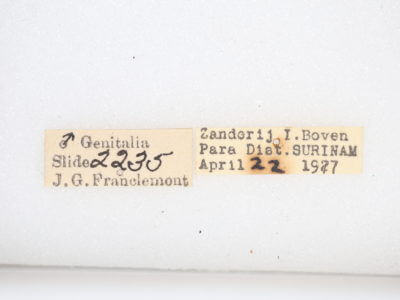 ♂ Genitalia
Slide 2235
J. G. Franclemont
Zanderij I. Boven
Para Dist. SURINAM
April 22 1927